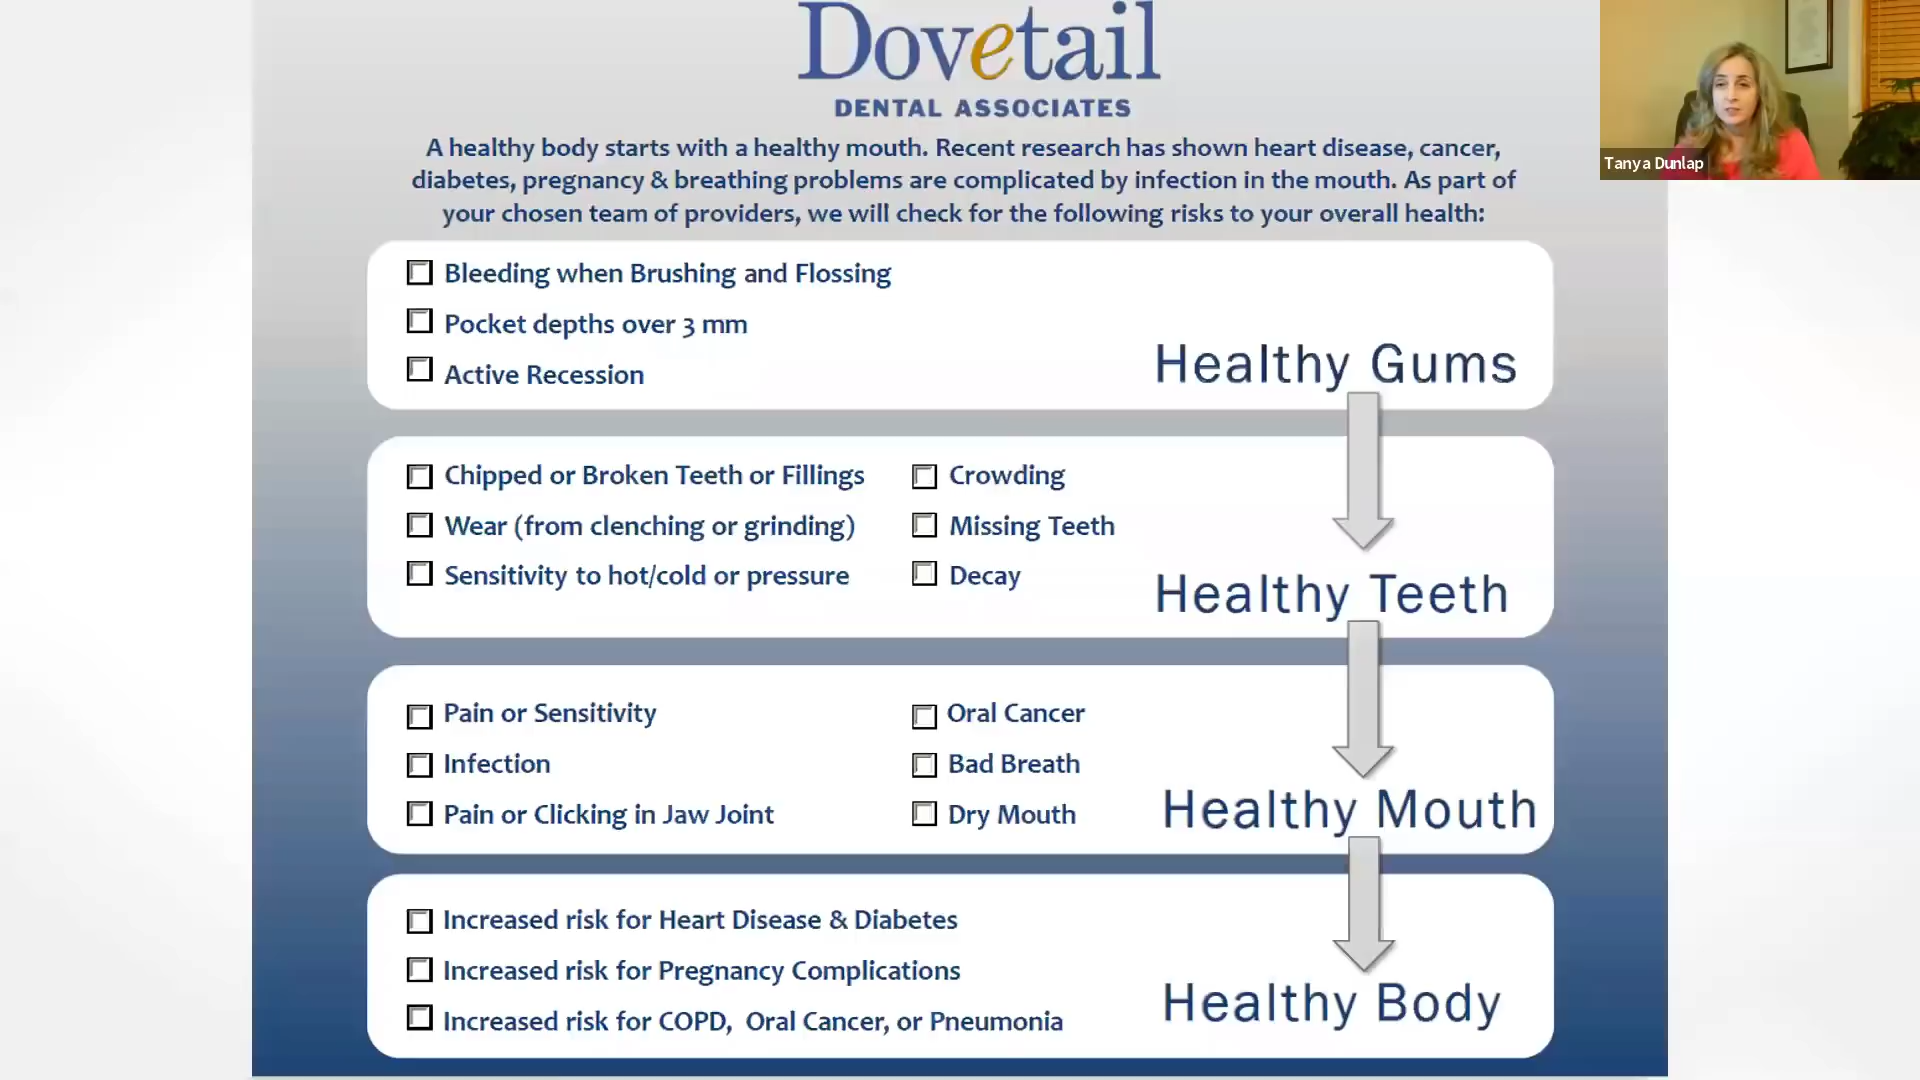 Dovetail
DENTAL ASSOCIATES
A healthy body starts with a healthy mouth. Recent research has shown heart disease, cancer,
diabetes, pregnancy & breathing problems are complicated by infection in the mouth. As part of
your chosen team of providers, we will check for the following risks to your overall health:
Tanya Dunlap
Bleeding when Brushing and Flossing
Pocket depths over 3 mm
Active Recession
Healthy Gums
Chipped or Broken Teeth or Fillings
Wear (from clenching or grinding)
Sensitivity to hot/cold or pressure
Crowding
Missing Teeth
Decay
Healthy Teeth
Pain or Sensitivity
Infection
Pain or Clicking in Jaw Joint
Oral Cancer
Bad Breath
Dry Mouth
Healthy Mouth
Increased risk for Heart Disease & Diabetes
Increased risk for Pregnancy Complications
Increased risk for COPD, Oral Cancer, or Pneumonia
Healthy Body